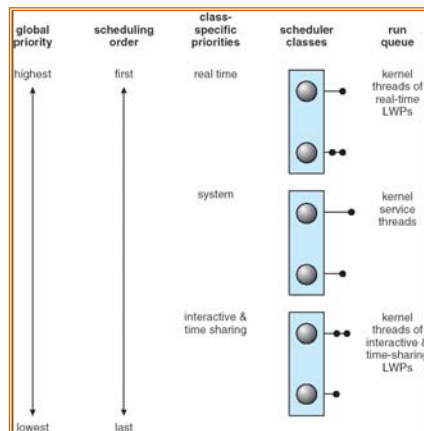 global
priority
scheduling
order
class-
specific
priorities
scheduler
classes
run
queue
highest
first
real time
kernel
threads of
real-time
LWPs
system
kernel
service
threads
interactive &
time sharing
kernel
threads of
interactive &
time-sharing
LWPs
lowest
last